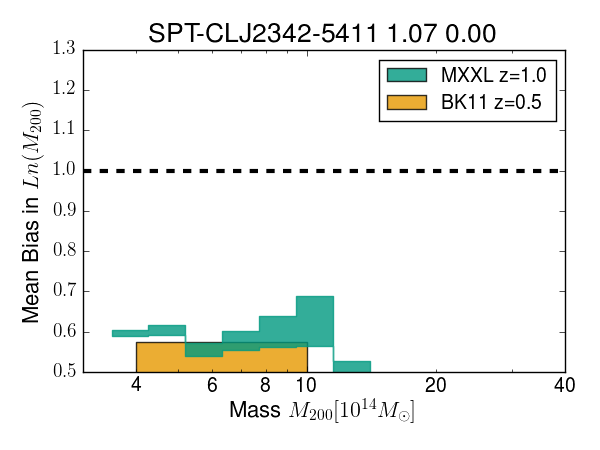 SPT-CLJ2342-5411 1.07 0.00
MXXL z=1.0
BK11 z=0.5
Mean Bias in Ln(M₂₀₀)
1.3
1.2
1.1
1.0
0.9
0.8
0.7
0.6
0.5
4 6 8 10 20 40
Mass M₂₀₀[10¹⁴M☉]